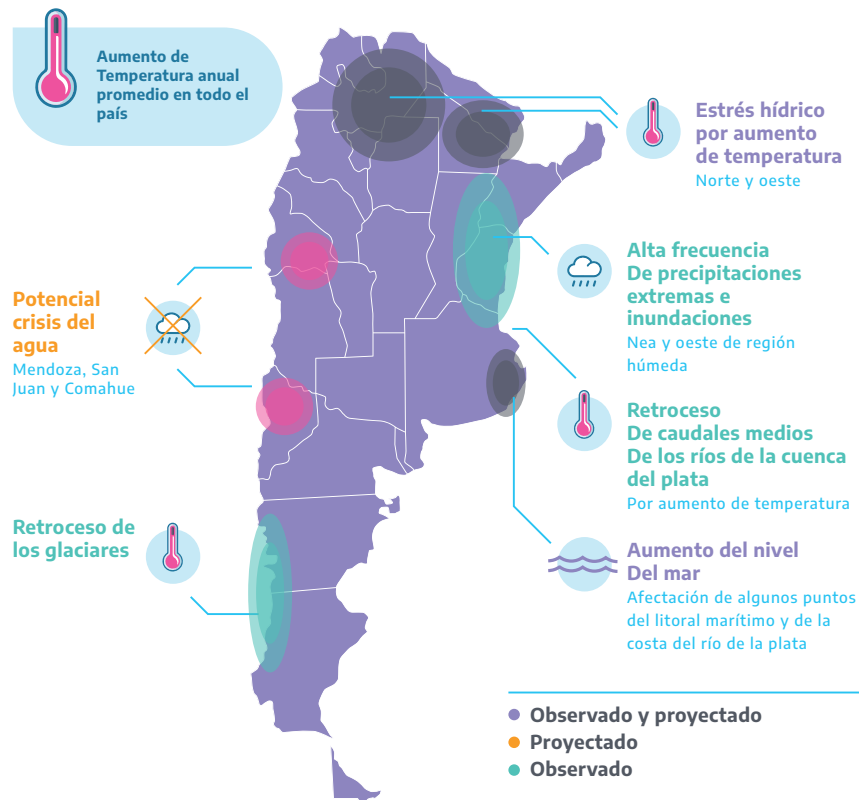 Aumento de
Temperatura anual
promedio en todo el
país
Estrés hídrico
por aumento
de temperatura
Norte y oeste
Alta frecuencia
De precipitaciones
extremas e
inundaciones
Nea y oeste de región
húmeda
Potencial
crisis del
agua
Mendoza, San
Juan y Comahue
Retroceso
De caudales medios
De los ríos de la cuenca
del plata
Por aumento de temperatura
Retroceso de
los glaciares
Aumento del nivel
Del mar
Afectación de algunos puntos
del litoral marítimo y de la
costa del río de la plata
Observado y proyectado
Proyectado
Observado